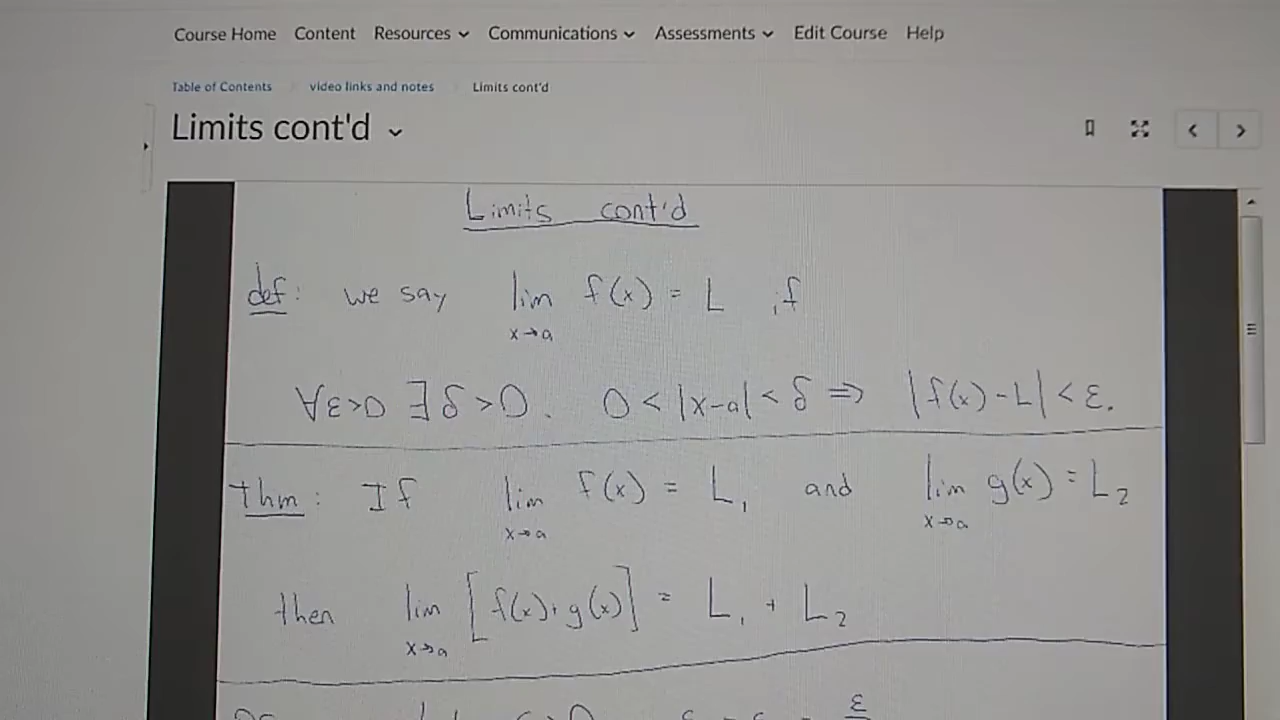 Course Home Content Resources Communications Assessments Edit Course Help
Table of Contents video links and notes Limits cont'd
Limits cont'd
Limits cont'd
def: we say lim x→a f(x) = L if
∀ε>0 ∃δ>0. 0<|x-a|<δ ⇒ |f(x)-L|<ε.
thm: If lim x→a f(x) = L₁ and lim x→a g(x) = L₂
then lim x→a [f(x)+g(x)] = L₁ + L₂